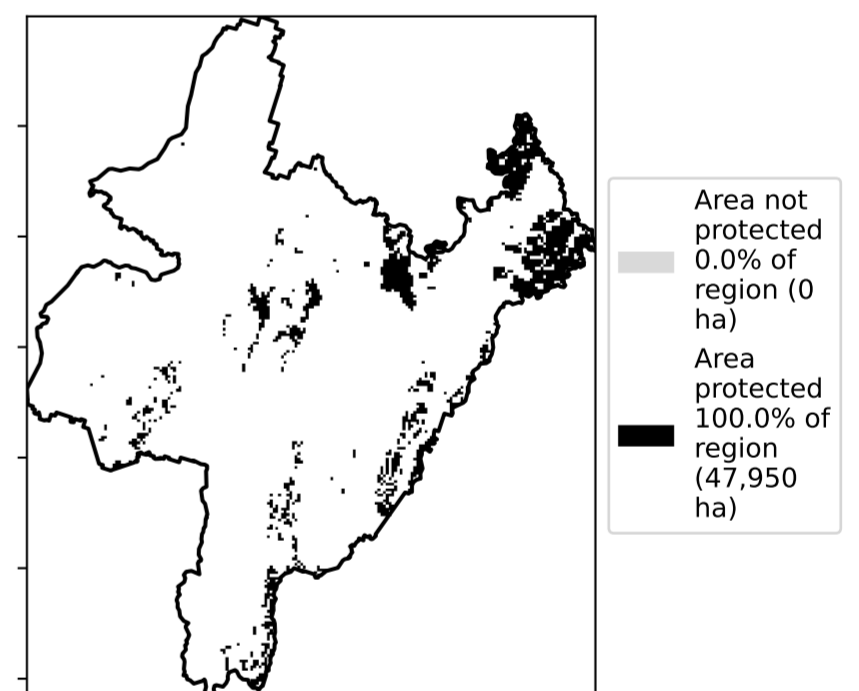 Area not
protected
0.0% of
region (0
ha)
Area
protected
100.0% of
region
(47,950
ha)